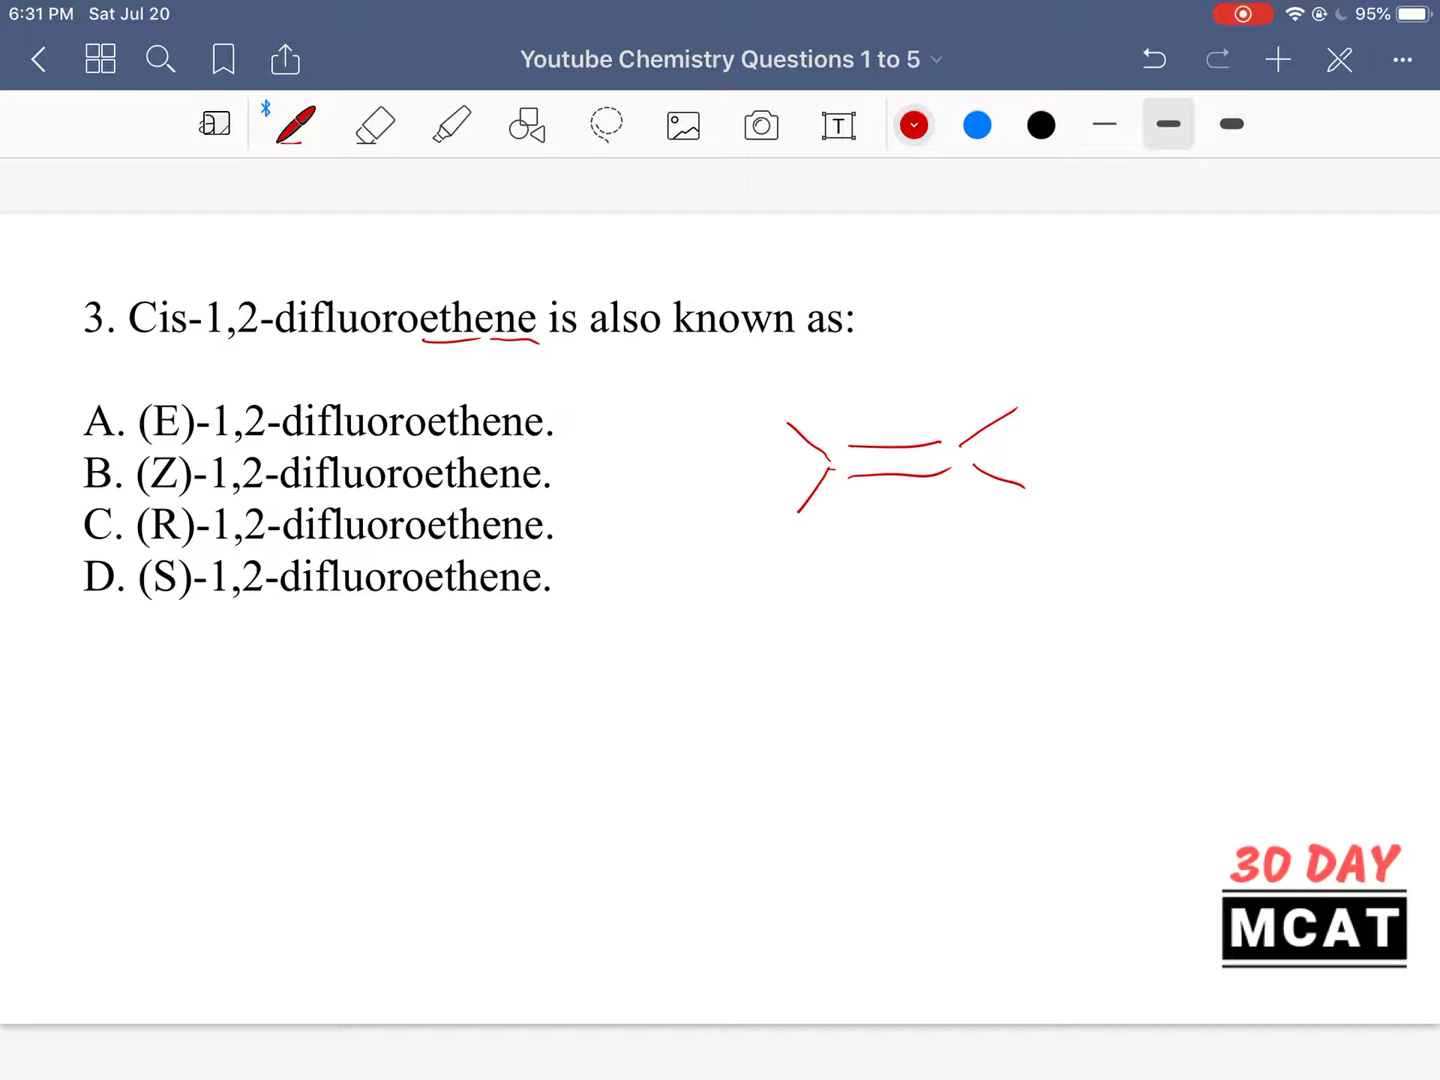 6:31 PM Sat Jul 20
95%
Youtube Chemistry Questions 1 to 5
T
3. Cis-1,2-difluoroethene is also known as:
A. (E)-1,2-difluoroethene.
B. (Z)-1,2-difluoroethene.
C. (R)-1,2-difluoroethene.
D. (S)-1,2-difluoroethene.
30 DAY
MCAT